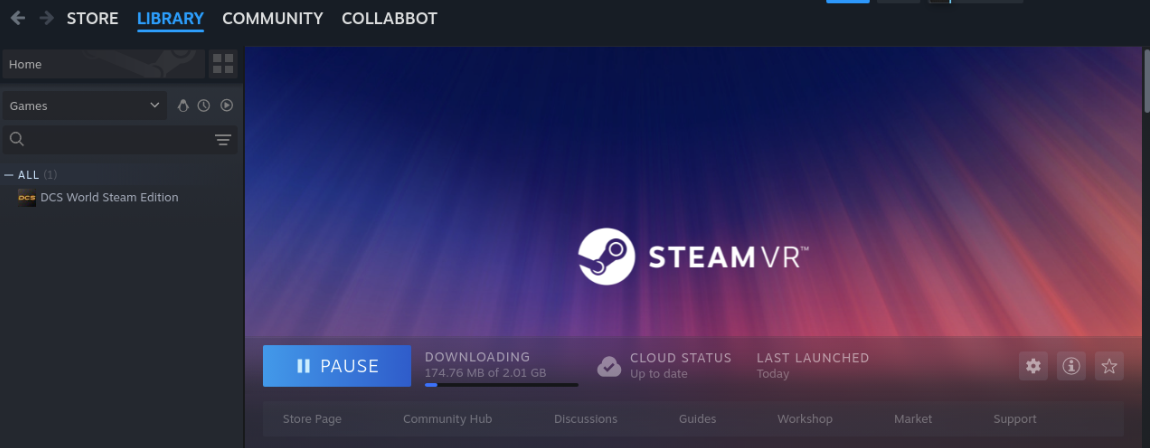 STORE LIBRARY COMMUNITY COLLABBOT
Home
Games
— ALL (1)
DCS DCS World Steam Edition
STEAMVR™
PAUSE
DOWNLOADING
174.76 MB of 2.01 GB
CLOUD STATUS
Up to date
LAST LAUNCHED
Today
Store Page Community Hub Discussions Guides Workshop Market Support